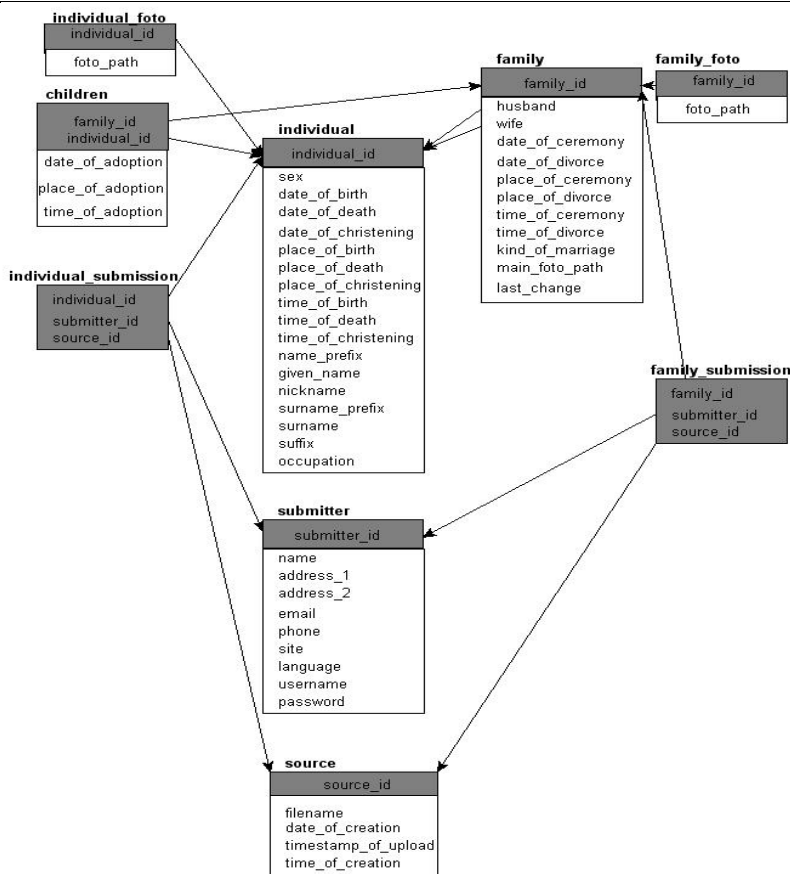 individual_foto
individual_id
foto_path
children
family_id
individual_id
date_of_adoption
place_of_adoption
time_of_adoption
individual
individual_id
sex
date_of_birth
date_of_death
date_of_christening
place_of_birth
place_of_death
place_of_christening
time_of_birth
time_of_death
time_of_christening
name_prefix
given_name
nickname
surname_prefix
surname
suffix
occupation
family
family_id
husband
wife
date_of_ceremony
date_of_divorce
place_of_ceremony
place_of_divorce
time_of_ceremony
time_of_divorce
kind_of_marriage
main_foto_path
last_change
family_foto
family_id
foto_path
individual_submission
individual_id
submitter_id
source_id
family_submission
family_id
submitter_id
source_id
submitter
submitter_id
name
address_1
address_2
email
phone
site
language
username
password
source
source_id
filename
date_of_creation
timestamp_of_upload
time_of_creation